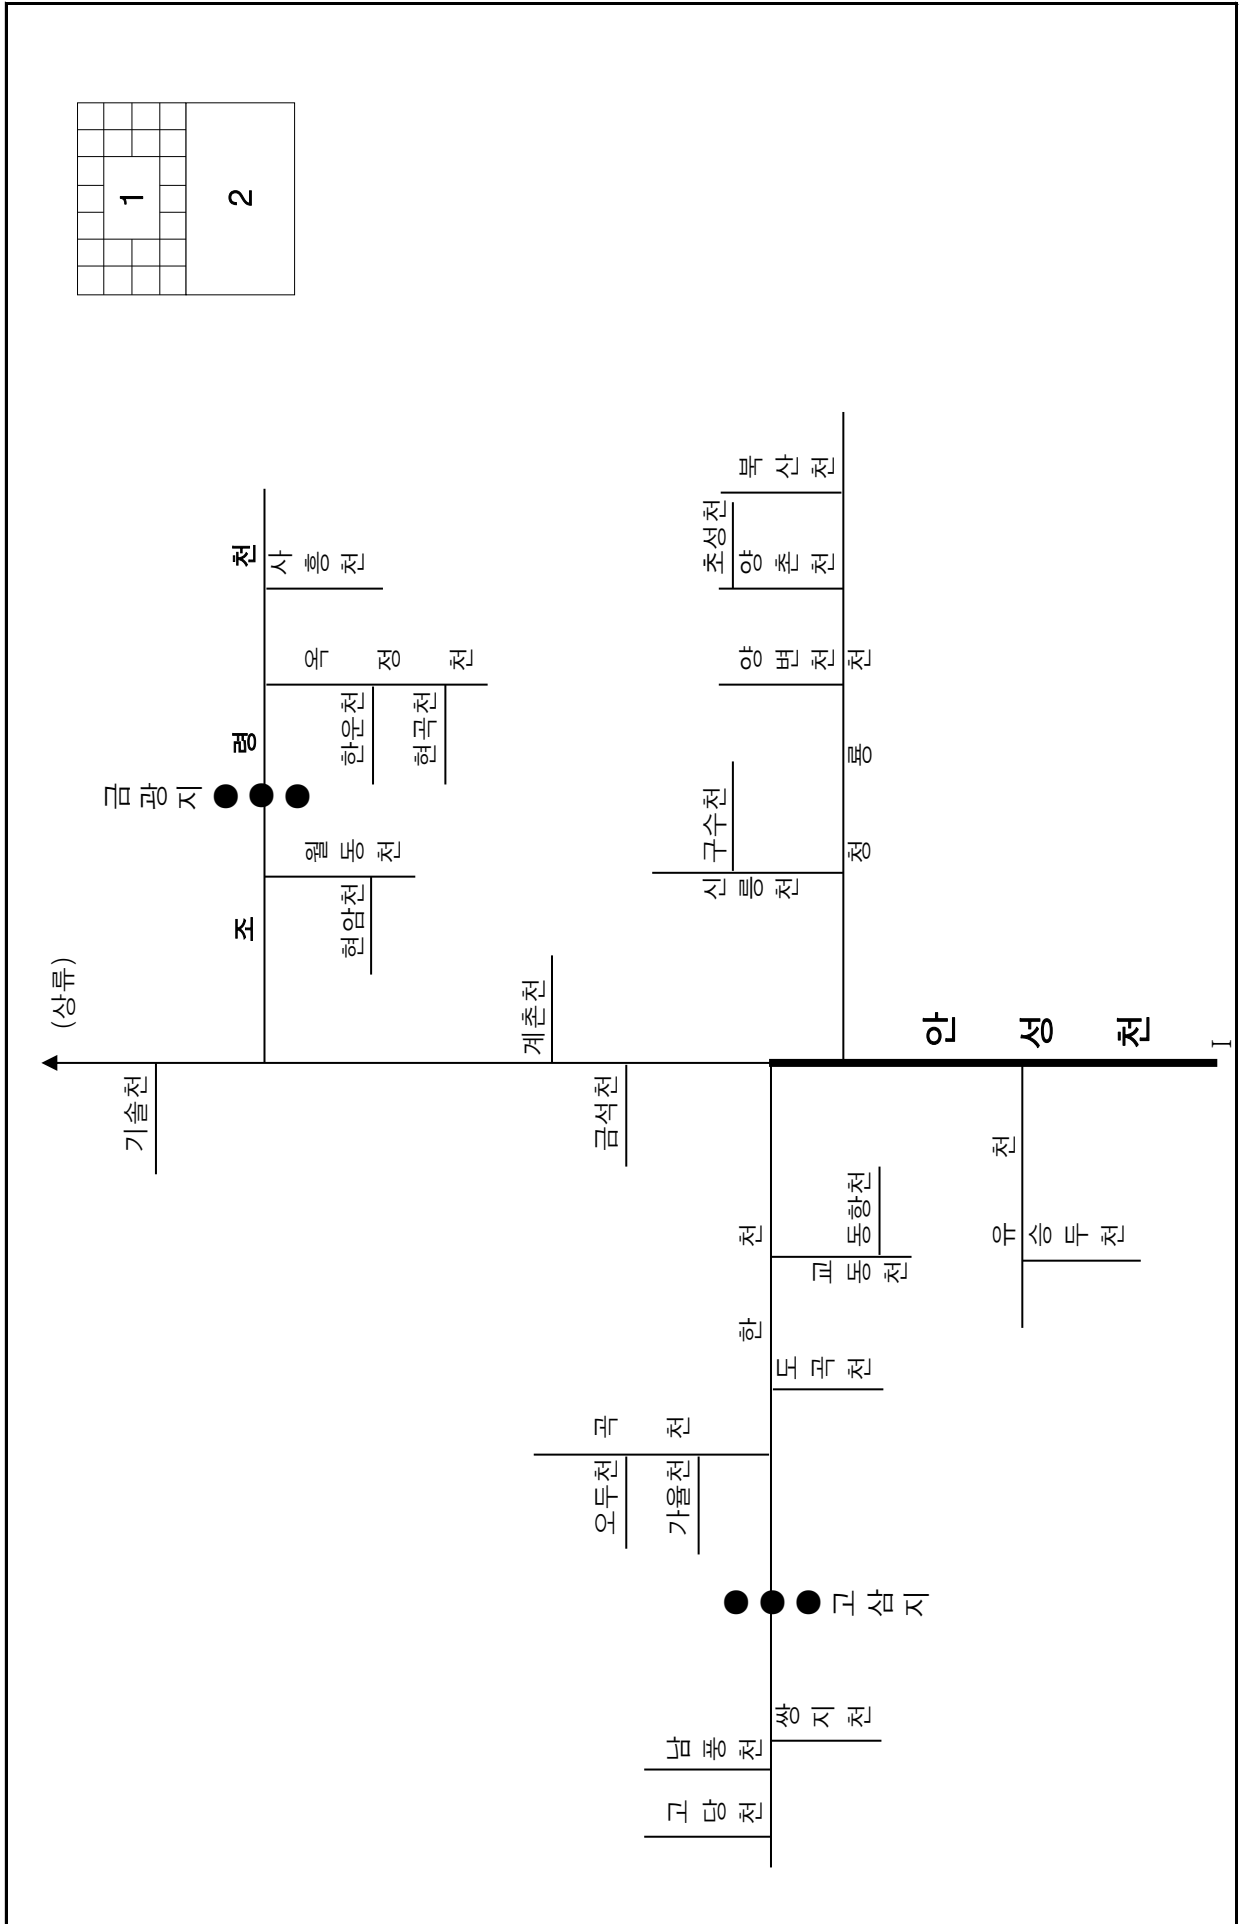 1
2
(상류)
기솔천
조령천
금광지
사흥천
옥정천
한운천
현곡천
월동천
현암천
계촌천
금석천
북산천
초성천
양촌천
양변천
청룡천
구수천
신릉천
안성천
I
한천
교동천
동항천
도곡천
곡천
오두천
가율천
고삼지
쌍지천
남풍천
고당천
유천
승두천